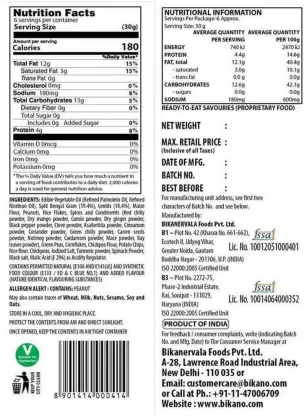 Nutrition Facts
6 servings per container
Serving Size (30g)
Amount per serving
Calories 180
%Daily Value*
Total Fat 12g 15%
Saturated Fat 3g 15%
Trans Fat 0g
Cholesterol 0mg 0%
Sodium 180mg 8%
Total Carbohydrates 13g 5%
Dietary Fiber 0g 0%
Total Sugar 0g
Includes 0g Added Sugar 0%
Protein 4g 8%
Vitamin D 0mcg 0%
Calcium 0mg 0%
Iron 0mg 0%
Potassium 0mg 0%
*The % Daily Value (DV) tells you how much a nutrient in
a serving of food contributes to a daily diet. 2,000 calories
a day is used for general nutrition advice.
INGREDIENTS: Edible Vegetable Oil (Refined Palmolein Oil, Refined
Ricebran Oil), Split Bengal Gram (19.4%), Lentils (18.4%), Maize
Flour, Peanuts, Rice Flakes, Spices and Condiments (Red chilly
powder, Dry mango powder, Cumin powder, Dry ginger powder,
Black pepper powder, Clove powder, Asafoetida powder, Cinnamon
powder, Coriander powder, Green chilly powder, Carom seeds
powder, Nutmeg powder, Cardamom powder, Mace powder, Bay
leaves powder), Green Peas, Cornflakes, Chickpea Flour, Potato Chips,
Rice Flour, Chickpeas, Iodized Salt, Turmeric powder, Spinach Powder,
Black salt, Malic Acid (E 296) as Acidity Regulator.
CONTAINS PERMITTED NATURAL [E100 AND E141(ii)] AND SYNTHETIC
FOOD COLOUR (E133 / FD & C BLUE NO.1) AND ADDED FLAVOUR
(NATURE IDENTICAL FLAVOURING SUBSTANCES)
ALLERGEN ALERT : CONTAINS: PEANUT
May also contain traces of Wheat, Milk, Nuts, Sesame, Soy and
Oats.
STORE IN A COOL, DRY AND HYGIENIC PLACE.
PROTECT THE CONTENTS FROM AIR AND DIRECT SUNLIGHT.
ONCE OPENED, KEEP THE CONTENTS IN AIRTIGHT CONTAINER
KEEP YOUR
CITY CLEAN
8901414000414
NUTRITIONAL INFORMATION
Servings Per Package: 6 Approx.
Serving Size: 30 g
AVERAGE QUANTITY AVERAGE QUANTITY
PER SERVING PER 100g
ENERGY 740kJ 2470kJ
PROTEIN 4.4g 14.6g
FAT, total 12.1g 40.4g
- saturated 3.0g 10.1g
- trans fat 0.0g 0.0g
CARBOHYDRATES 12.6g 42.1g
- sugars 0.0g 0.0g
SODIUM 180mg 600mg
READY-TO-EAT SAVOURIES (PROPRIETARY FOOD)
NET WEIGHT :
MAX. RETAIL PRICE :
(Inclusive of all Taxes)
DATE OF MFG. :
BATCH NO. :
BEST BEFORE :
For manufacturing unit address, see first two
characters of Batch No. and see below.
Manufactured by:
BIKANERVALA Foods Pvt. Ltd.
B1 - Plot No. 42 (Khasra No. 661-662),
Ecotech II, Udyog Vihar,
Greater Noida, Gautam
Buddha Nagar - 201306, U.P. (INDIA)
ISO 22000:2005 Certified Unit
fssai
Lic. No. 10012051000401
B3 - Plot No. 2272-75,
Phase-2 Industrial Estate,
Rai, Sonipat - 131029,
Haryana (INDIA)
ISO 22000:2005 Certified Unit
fssai
Lic. No. 10014064000352
PRODUCT OF INDIA
For feedback / consumer complaints, write (indicating Batch
No. and Mfg. Date) to The Consumer Service Manager at
Bikanervala Foods Pvt. Ltd.
A-28, Lawrence Road Industrial Area,
New Delhi - 110 035 or
Email: customercare@bikano.com
or Call at Ph.: +91-11-47006709
Website : www.bikano.com